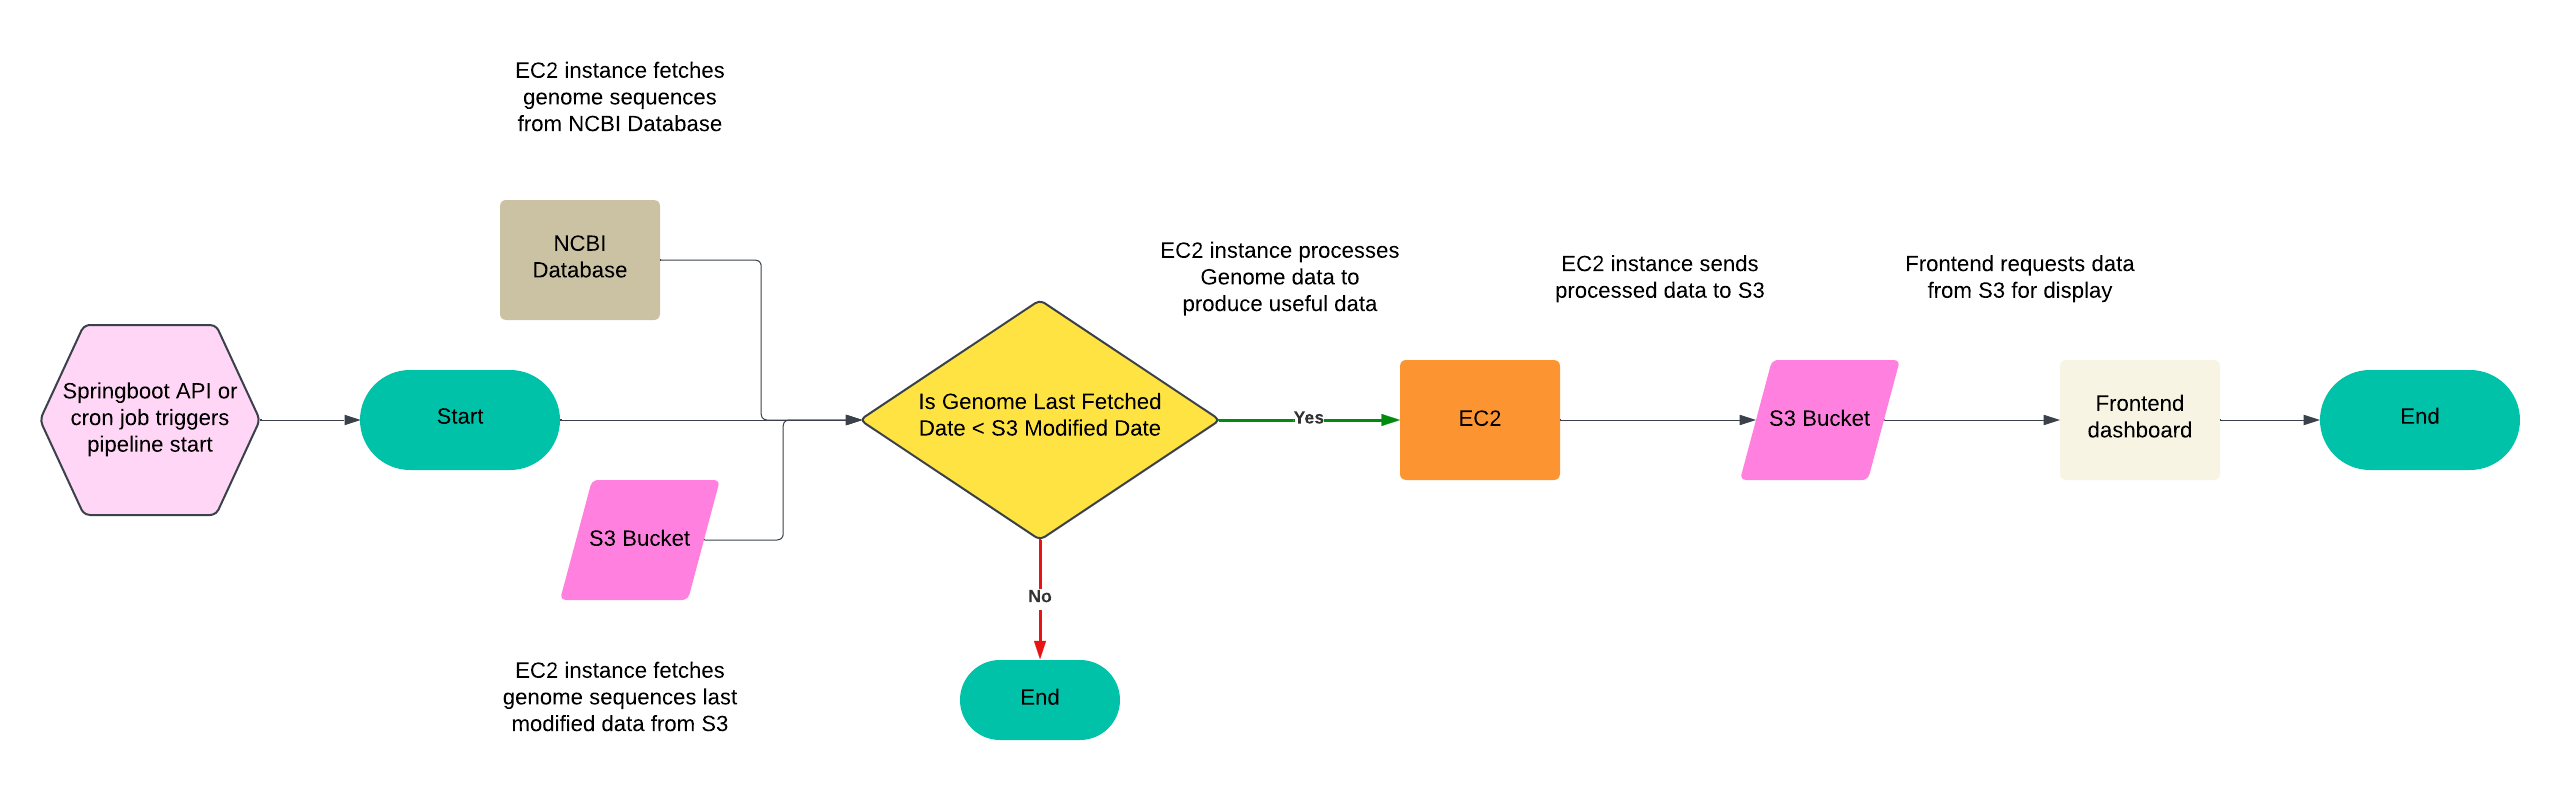 EC2 instance fetches
genome sequences
from NCBI Database
NCBI
Database
Springboot API or
cron job triggers
pipeline start
Start
S3 Bucket
EC2 instance fetches
genome sequences last
modified data from S3
Is Genome Last Fetched
Date < S3 Modified Date
No
End
Yes
EC2 instance processes
Genome data to
produce useful data
EC2
EC2 instance sends
processed data to S3
S3 Bucket
Frontend requests data
from S3 for display
Frontend
dashboard
End